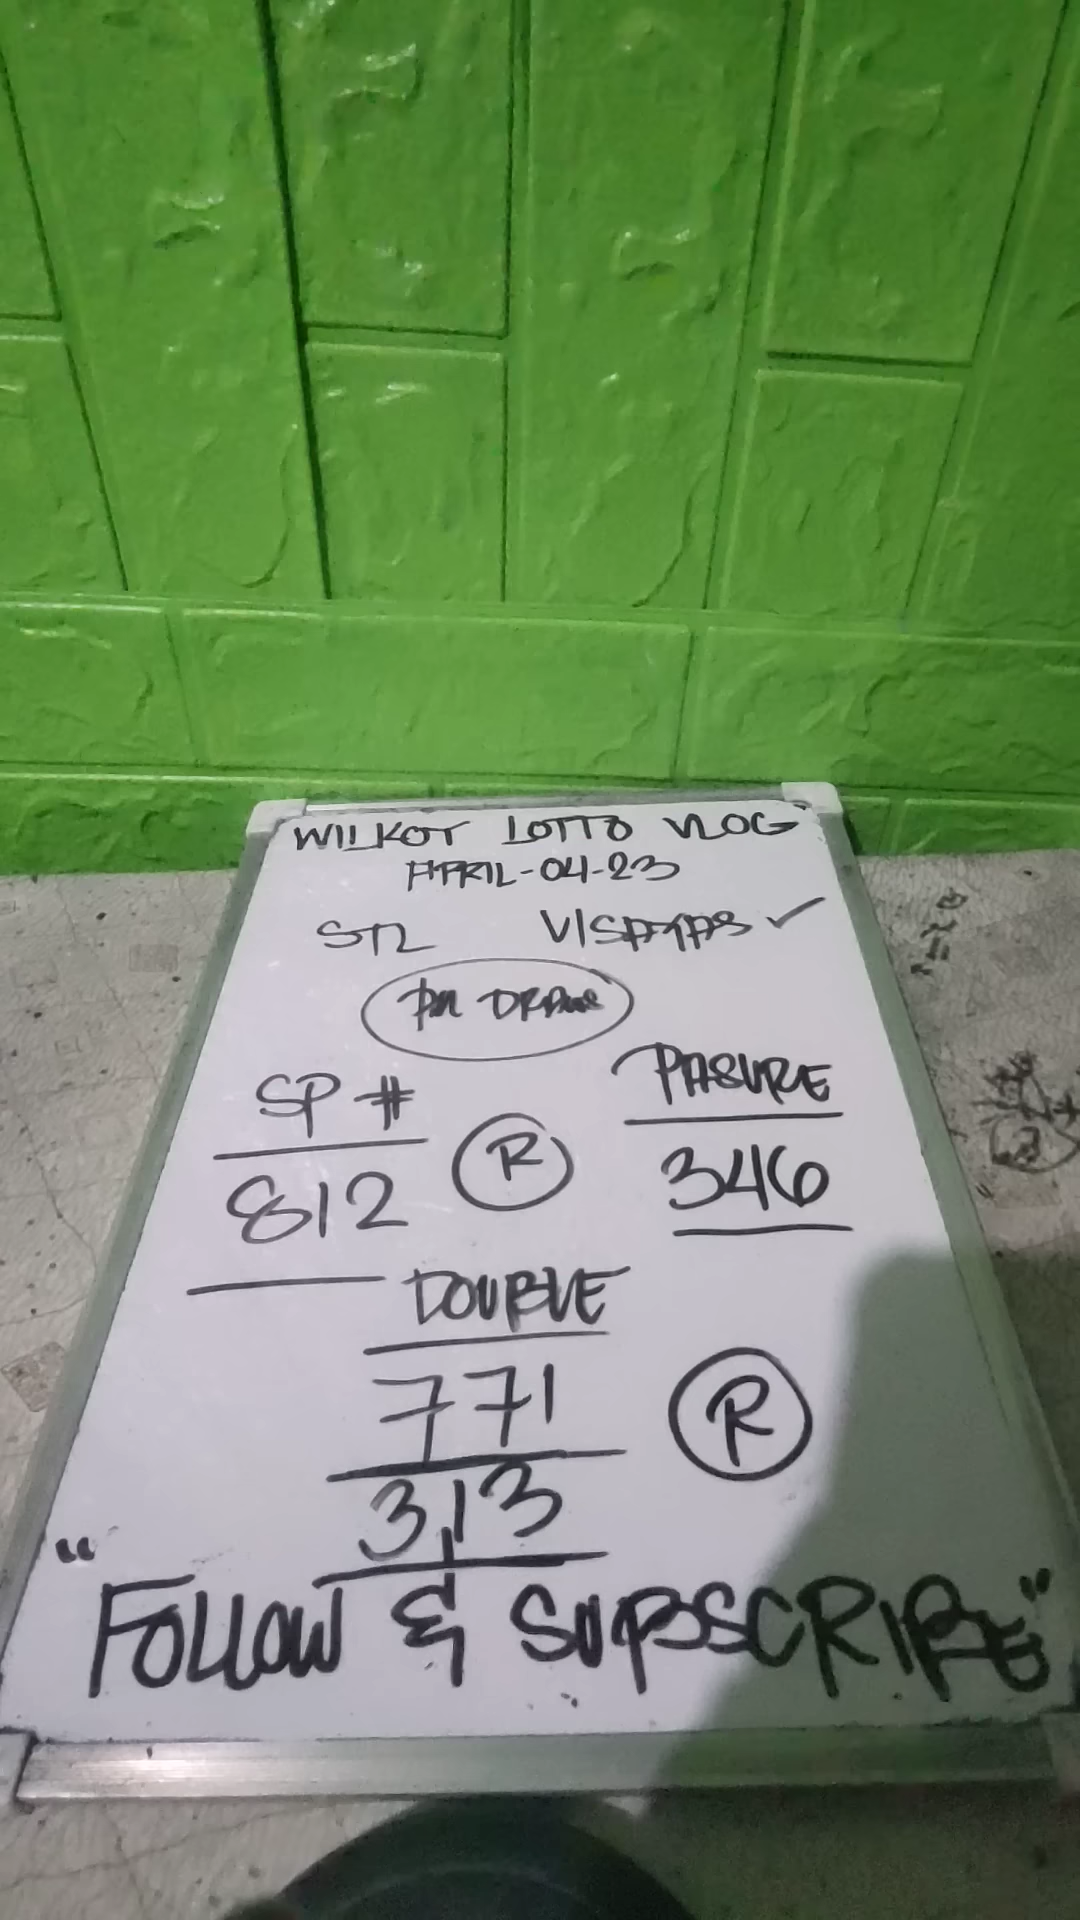 WILKOT LOTTO VLOG
APRIL-04-23
STL VISAYAS ✓
PM DRAW
SP # PASURE
812 R 346
DOUBLE
771 R
313
"FOLLOW & SUBSCRIBE"